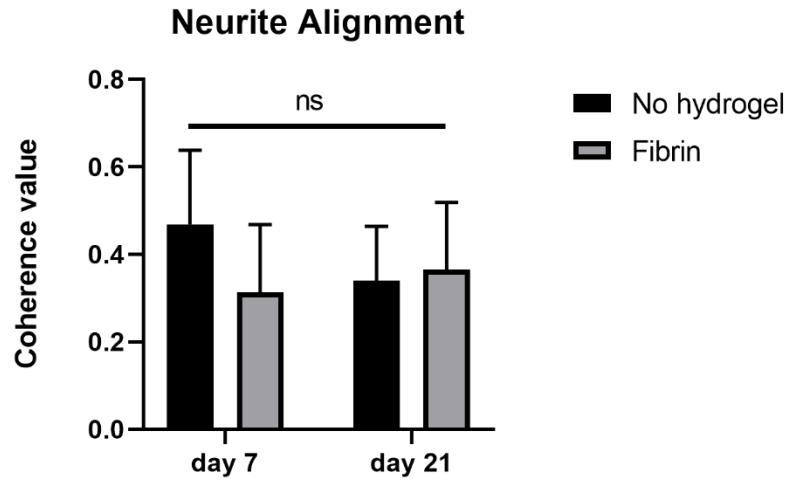 Neurite Alignment
Coherence value
0.8
0.6
0.4
0.2
0.0
ns
day 7
day 21
No hydrogel
Fibrin